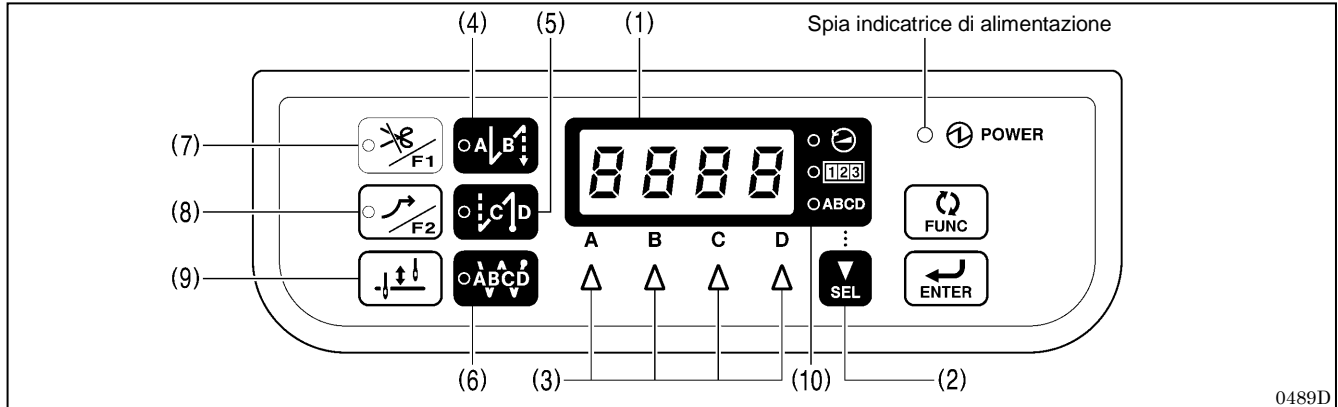 (4) (5) (1) Spia indicatrice di alimentazione
(7) F1 A B 8888 POWER
123
(8) F2 C D ABCD FUNC
A B C D
(9) ABCD SEL ENTER
(6) (3) (10) (2)
0489D